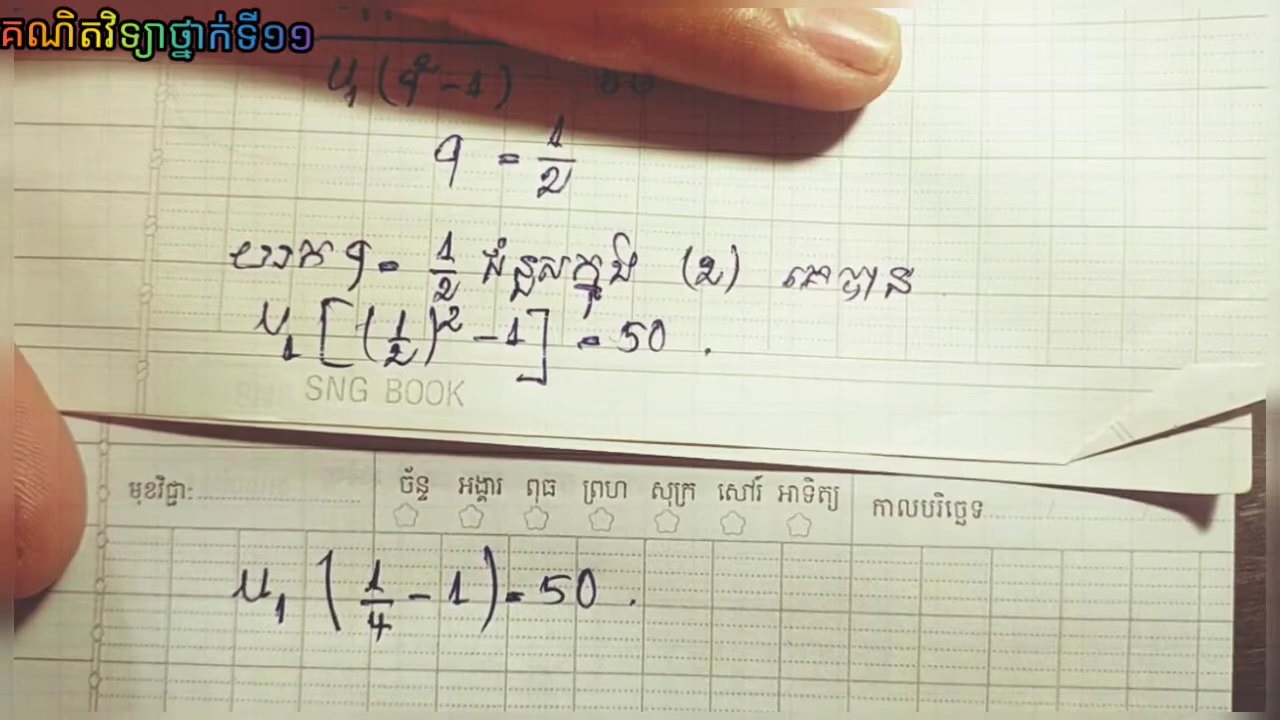 គណិតវិទ្យាថ្នាក់ទី១១
U₁(q²-1)
q = 1/2
យក q = 1/2 ជំនួសក្នុង (2) គេបាន
U₁[(1/2)² - 1] = 50.
SNG BOOK
មុខវិជ្ជា: ច័ន្ទ អង្គារ ពុធ ព្រហ សុក្រ សៅរ៍ អាទិត្យ កាលបរិច្ឆេទ
U₁(1/4 - 1) = 50.